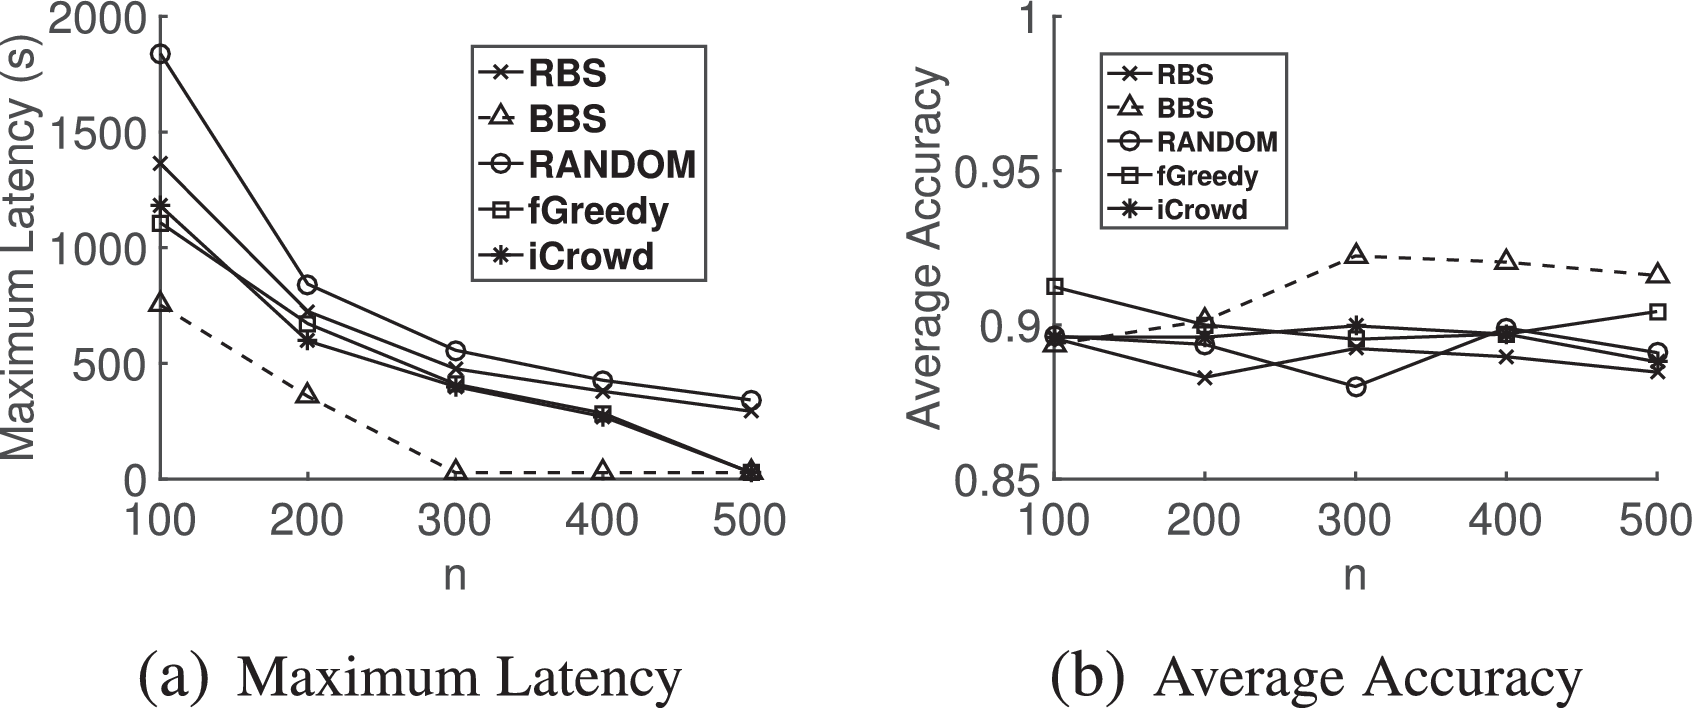 Maximum Latency (s)
2000
1500
1000
500
0
100 200 300 400 500
n
RBS
BBS
RANDOM
fGreedy
iCrowd
(a) Maximum Latency
Average Accuracy
1
0.95
0.9
0.85
100 200 300 400 500
n
RBS
BBS
RANDOM
fGreedy
iCrowd
(b) Average Accuracy